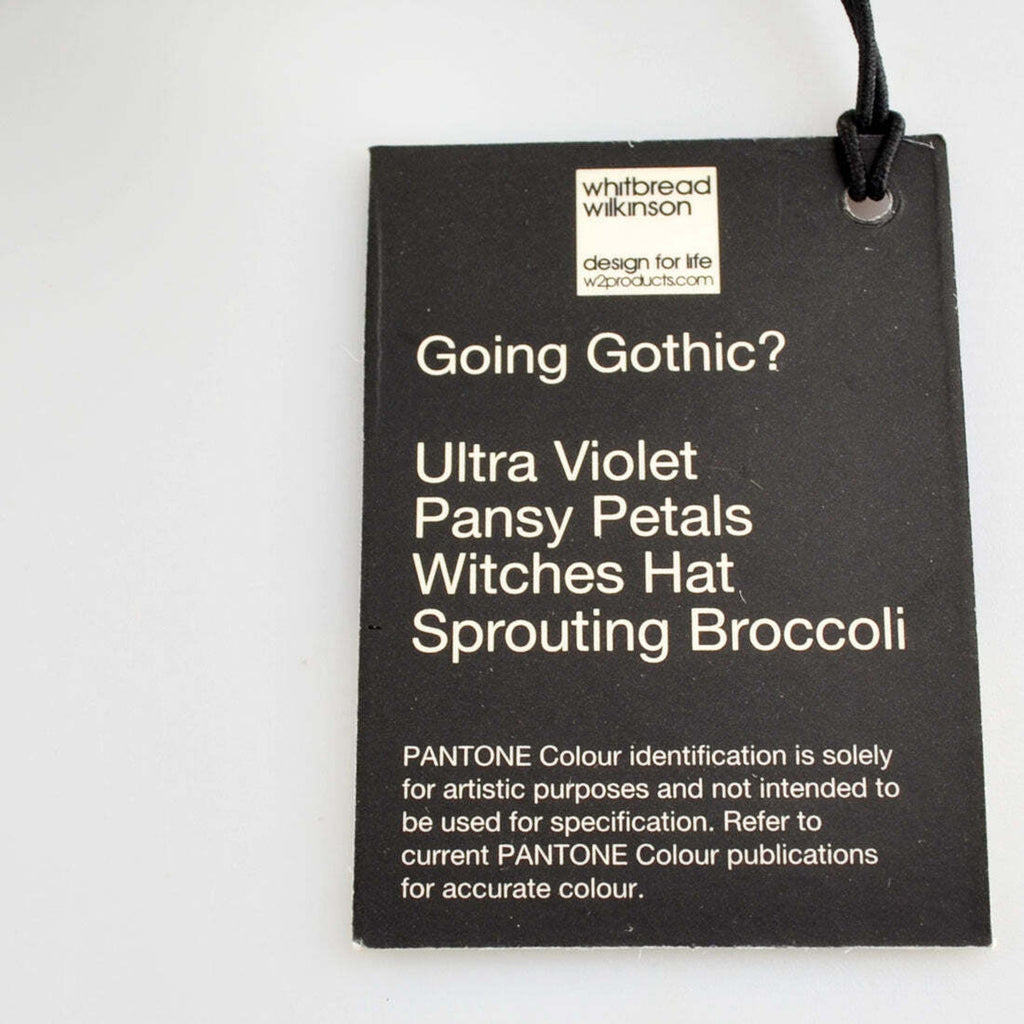 whitbread
wilkinson
design for life
w2products.com
Going Gothic?
Ultra Violet
Pansy Petals
Witches Hat
Sprouting Broccoli
PANTONE Colour identification is solely
for artistic purposes and not intended to
be used for specification. Refer to
current PANTONE Colour publications
for accurate colour.